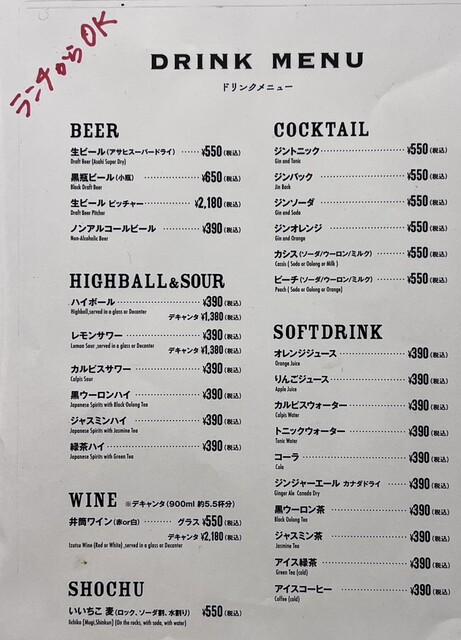 ランチからOK
DRINK MENU
ドリンクメニュー
BEER
生ビール(アサヒスーパードライ) ······ ¥550(税込)
Draft Beer (Asahi Super Dry)
黒瓶ビール(小瓶) ············ ¥650(税込)
Black Draft Beer
生ビール ピッチャー ········ ¥2,180(税込)
Draft Beer Pitcher
ノンアルコールビール ········ ¥390(税込)
Non-Alcoholic Beer
HIGHBALL&SOUR
ハイボール ················ ¥390(税込)
Highball,served in a glass or Decanter
デキャンタ ¥1,380(税込)
レモンサワー ·············· ¥390(税込)
Lemon Sour ,served in a glass or Decanter
デキャンタ ¥1,380(税込)
カルピスサワー ············ ¥390(税込)
Calpis Sour
黒ウーロンハイ ············ ¥390(税込)
Japanese Spirits with Black Oolong Tea
ジャスミンハイ ············ ¥390(税込)
Japanese Spirits with Jasmine Tea
緑茶ハイ ·················· ¥390(税込)
Japanese Spirits with Green Tea
WINE ※デキャンタ(900ml 約5.5杯分)
井筒ワイン(赤or白) ······ グラス ¥550(税込)
デキャンタ ¥2,180(税込)
Izutsu Wine (Red or White) ,served in a glass or Decanter
SHOCHU
いいちこ 麦(ロック、ソーダ割、水割り) ¥550(税込)
Iichiko (Mugi,Shinkun) (On the rocks, with soda, with water)
COCKTAIL
ジントニック ················ ¥550(税込)
Gin and Tonic
ジンバック ·················· ¥550(税込)
Jin Back
ジンソーダ ·················· ¥550(税込)
Gin and Soda
ジンオレンジ ················ ¥550(税込)
Gin and Orange
カシス(ソーダ/ウーロン/ミルク) ···· ¥550(税込)
Cassis ( Soda or Oolong or Milk )
ピーチ(ソーダ/ウーロン/ミルク) ···· ¥550(税込)
Peach ( Soda or Oolong or Orange)
SOFTDRINK
オレンジジュース ············ ¥390(税込)
Orange Juice
りんごジュース ·············· ¥390(税込)
Apple Juice
カルピスウォーター ·········· ¥390(税込)
Calpis Water
トニックウォーター ·········· ¥390(税込)
Tonic Water
コーラ ······················ ¥390(税込)
Cola
ジンジャーエール カナダドライ ···· ¥390(税込)
Ginger Ale Canada Dry
黒ウーロン茶 ················ ¥390(税込)
Black Oolong Tea
ジャスミン茶 ················ ¥390(税込)
Jasmine Tea
アイス緑茶 ·················· ¥390(税込)
Green Tea (cold)
アイスコーヒー ·············· ¥390(税込)
Coffee (cold)